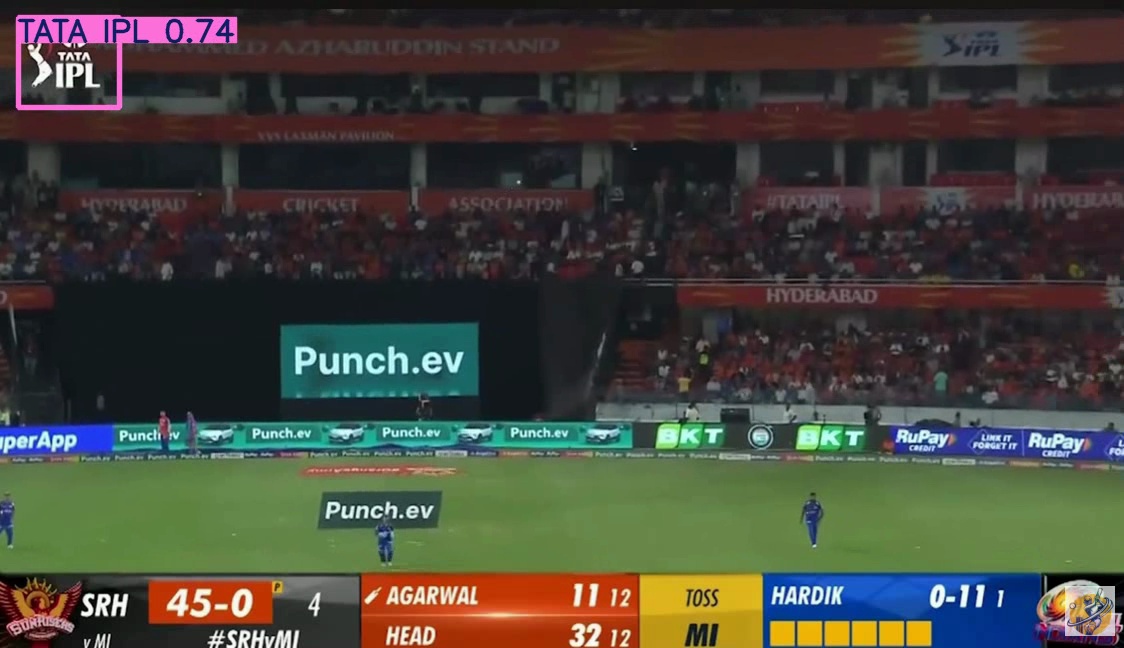 TATA IPL 0.74
MOHAMMED AZHARUDDIN STAND
TATA
IPL
IPL
VVS LAXMAN PAVILION
HYDERABAD
CRICKET
ASSOCIATION
#TATAIPL
HYDERABAD
HYDERABAD
Punch.ev
uperApp
Punch.ev
Punch.ev
Punch.ev
Punch.ev
BKT
BKT
RuPay
CREDIT
LINK IT
FORGET IT
RuPay
CREDIT
Punch.ev
SRH
45-0
P
4
v MI
#SRHvMI
AGARWAL 11 12
HEAD 32 12
TOSS
MI
HARDIK 0-11 1
SUNRISERS